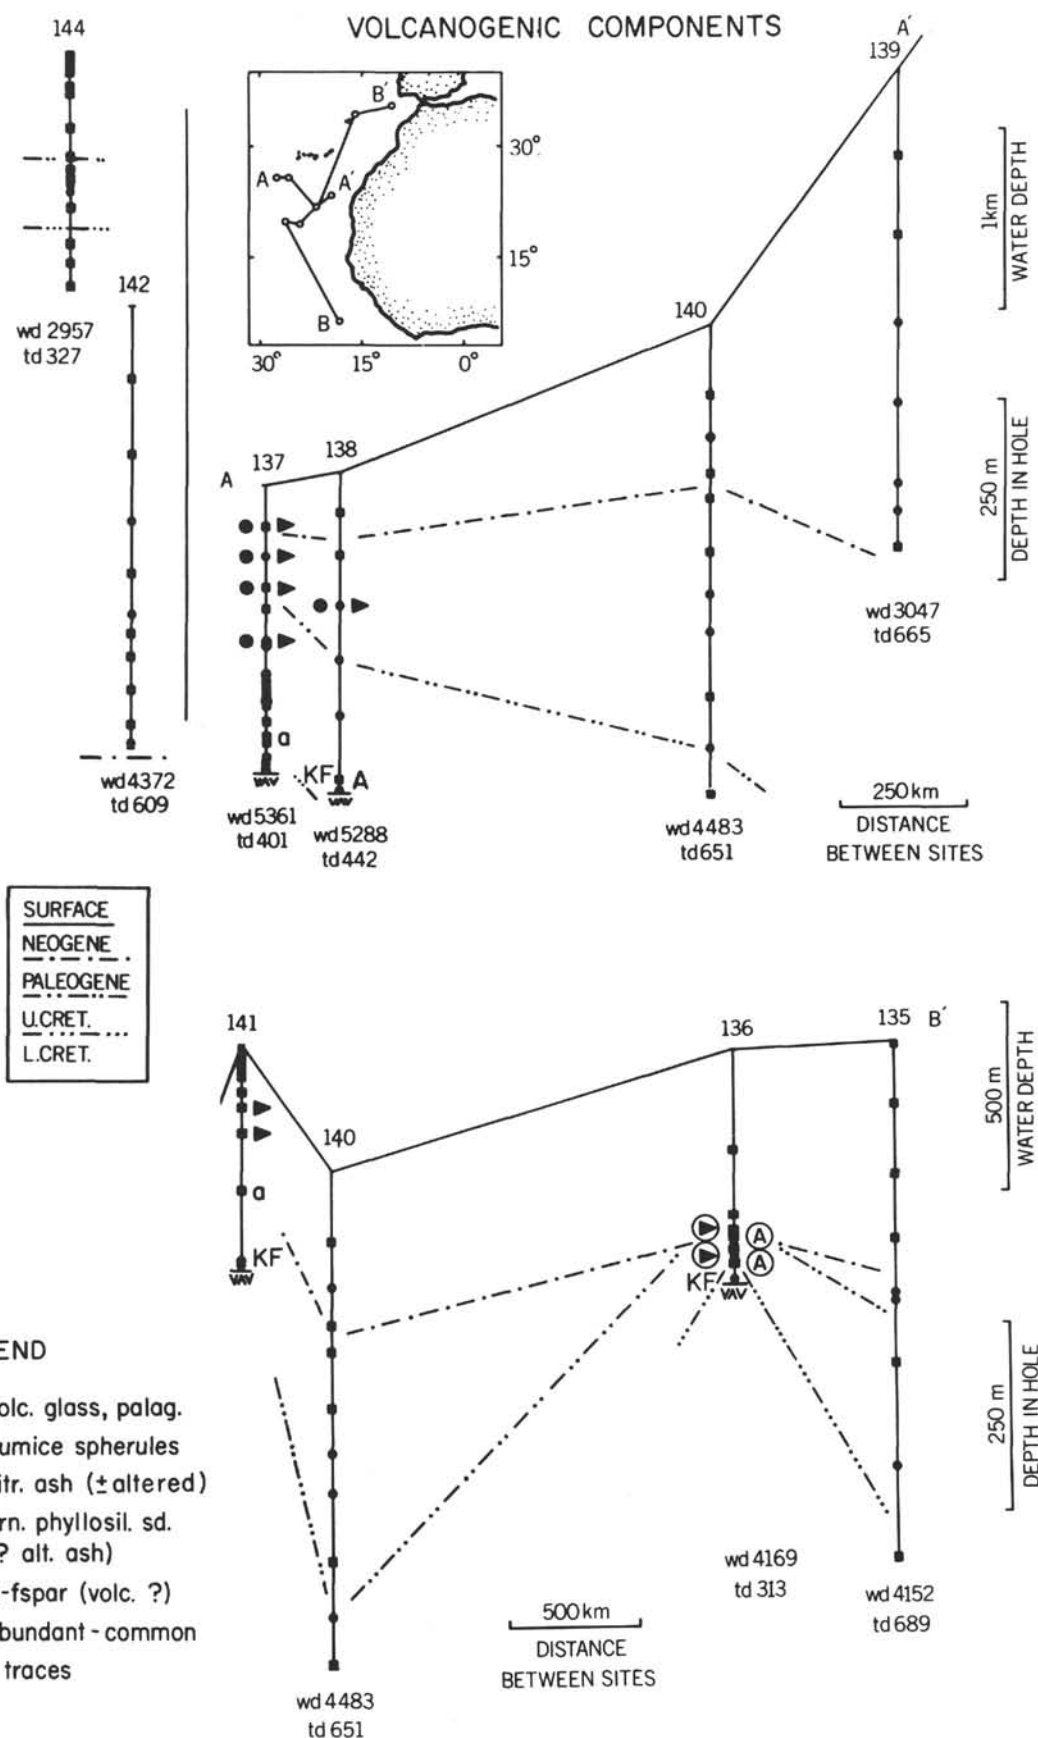 VOLCANOGENIC COMPONENTS
144
wd 2957
td 327
142
wd 4372
td 609
A
B´
A´
B
30°
15°
30°
15°
0°
A´
139
1km
WATER DEPTH
140
250 m
DEPTH IN HOLE
A
137
138
a
KF
A
wd 5361
td 401
wd 5288
td 442
wd 4483
td 651
wd 3047
td 665
250 km
DISTANCE
BETWEEN SITES
SURFACE
NEOGENE
PALEOGENE
U.CRET.
L.CRET.
141
a
KF
140
136
A
A
KF
135 B´
500 m
WATER DEPTH
250 m
DEPTH IN HOLE
END
olc. glass, palag.
umice spherules
itr. ash (±altered)
rn. phyllosil. sd.
? alt. ash)
-fspar (volc. ?)
bundant - common
traces
wd 4483
td 651
500 km
DISTANCE
BETWEEN SITES
wd 4169
td 313
wd 4152
td 689